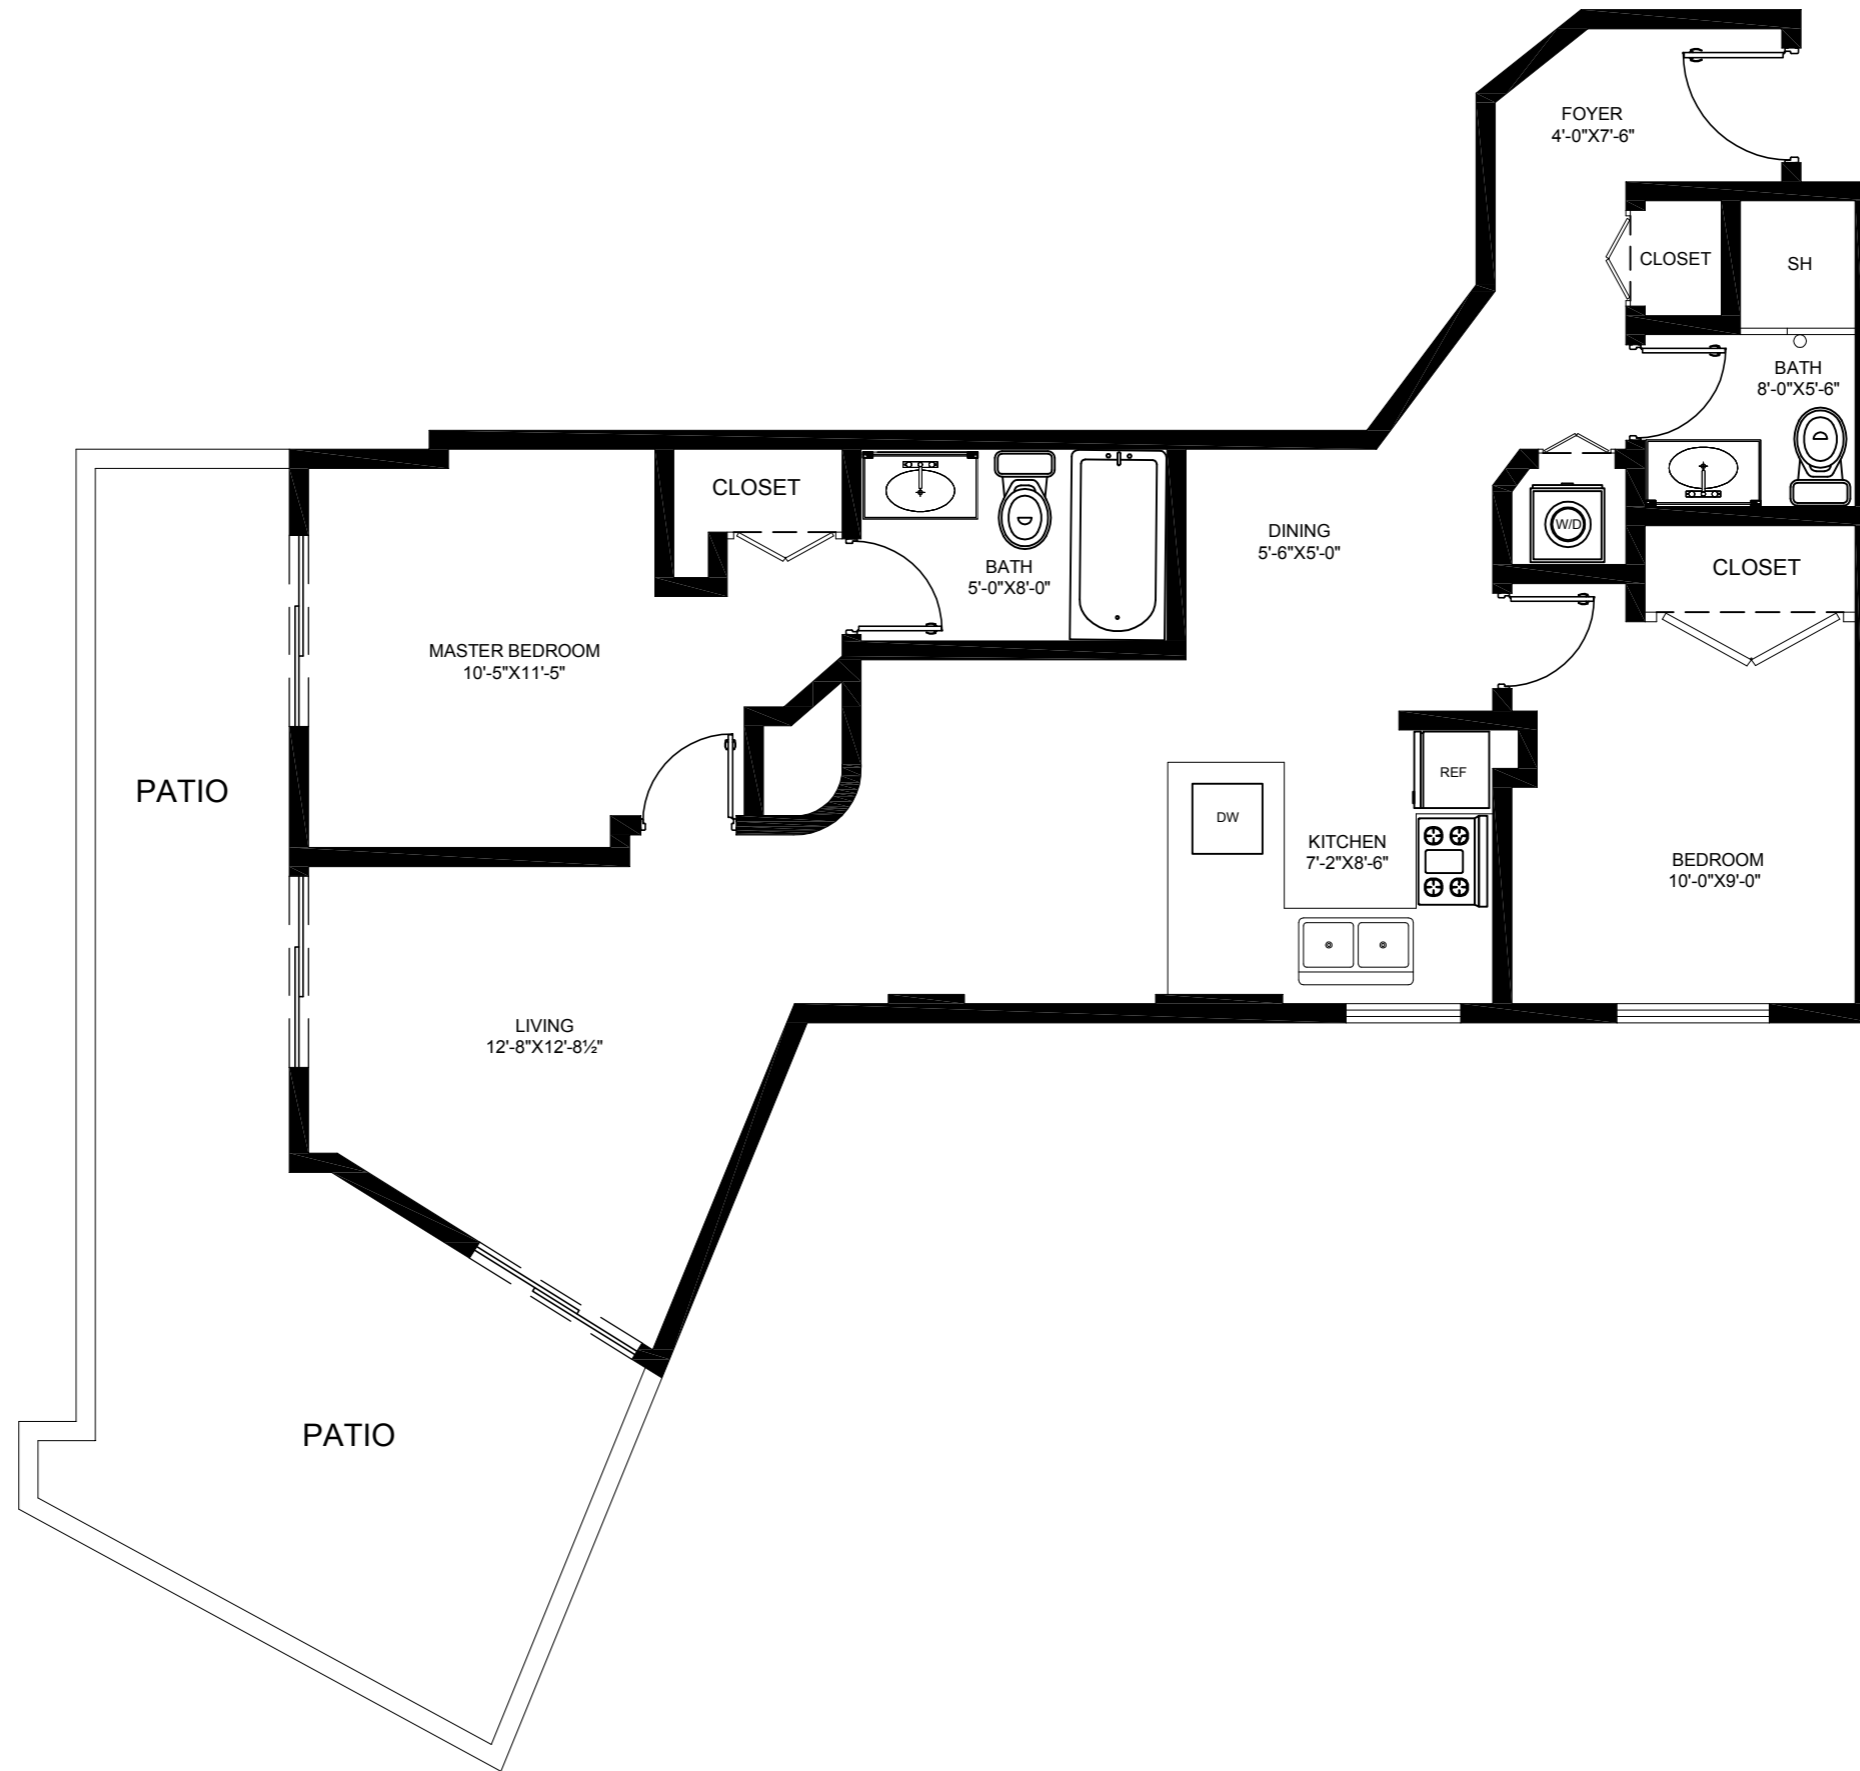 FOYER
4'-0"X7'-6"
CLOSET
SH
BATH
8'-0"X5'-6"
CLOSET
DINING
5'-6"X5'-0"
W/D
BATH
5'-0"X8'-0"
CLOSET
MASTER BEDROOM
10'-5"X11'-5"
PATIO
REF
DW
KITCHEN
7'-2"X8'-6"
BEDROOM
10'-0"X9'-0"
LIVING
12'-8"X12'-8½"
PATIO